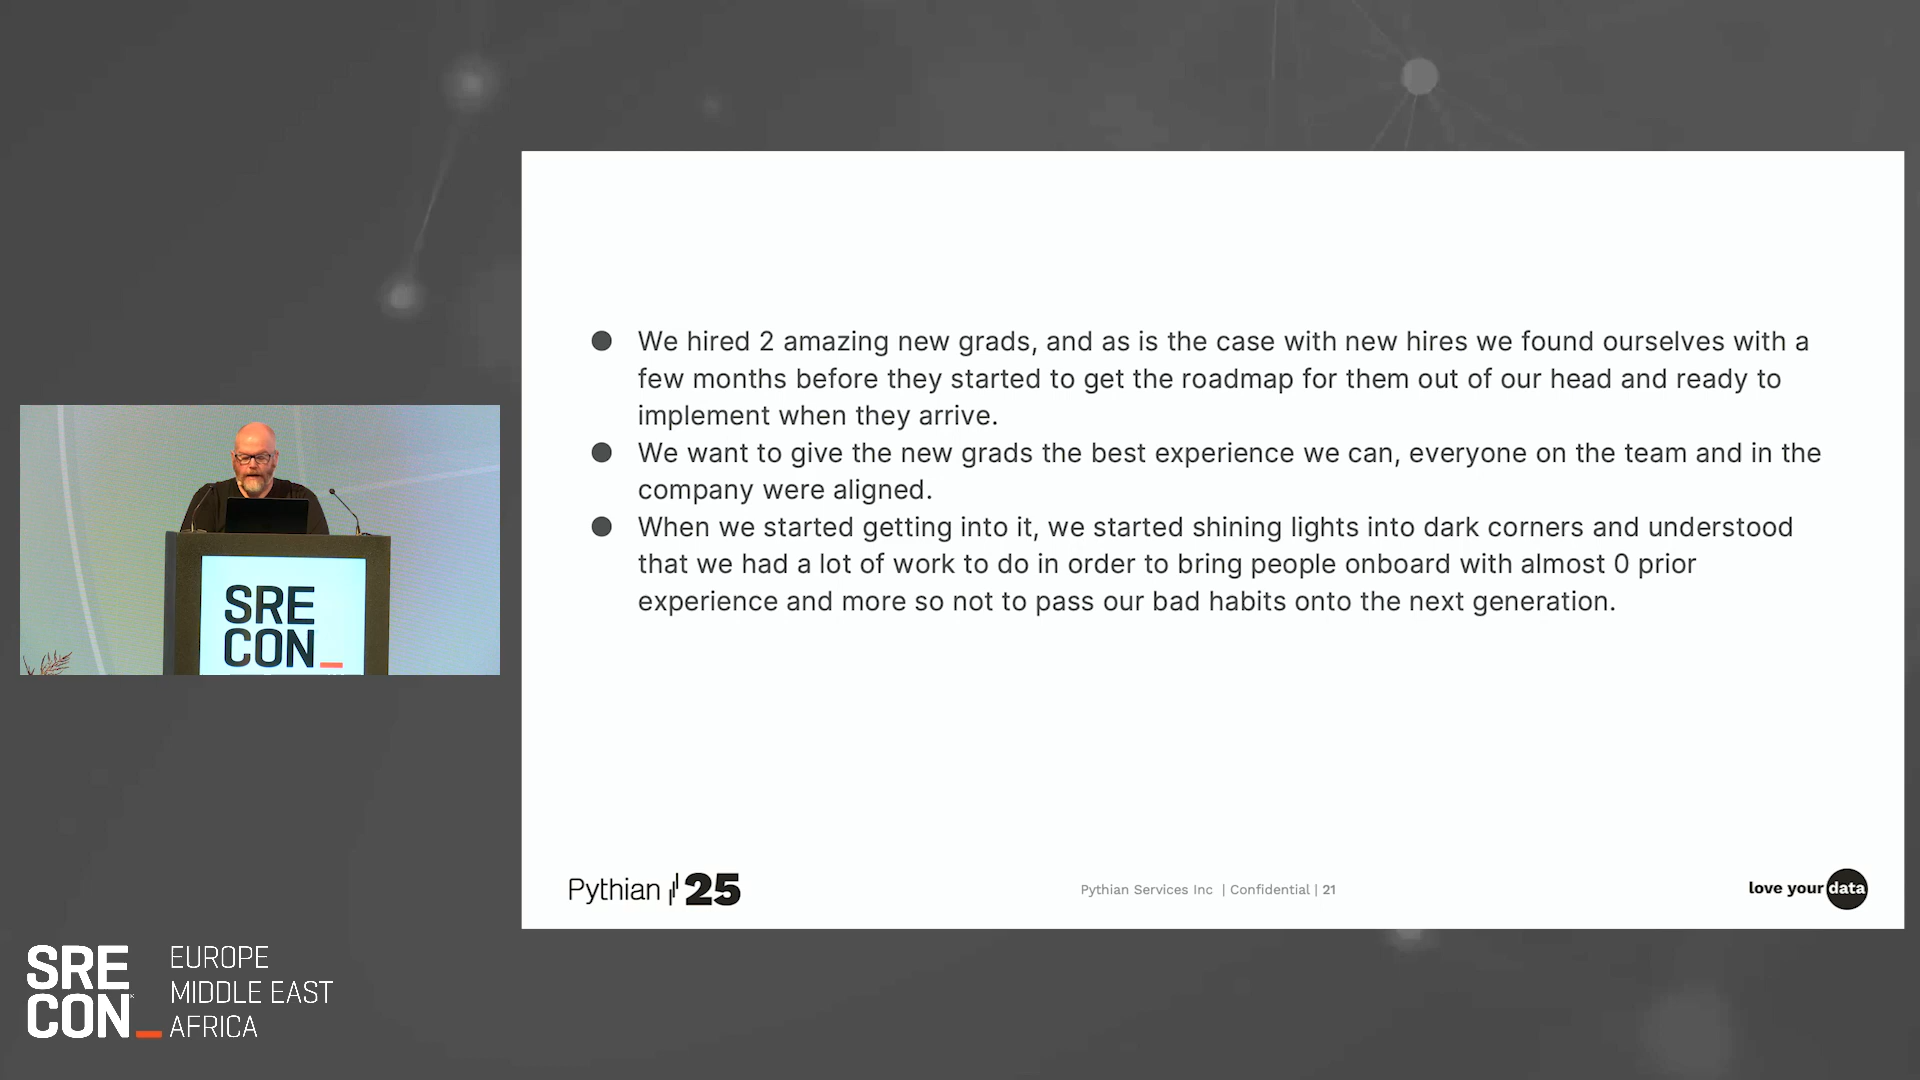 We hired 2 amazing new grads, and as is the case with new hires we found ourselves with a
few months before they started to get the roadmap for them out of our head and ready to
implement when they arrive.
We want to give the new grads the best experience we can, everyone on the team and in the
company were aligned.
When we started getting into it, we started shining lights into dark corners and understood
that we had a lot of work to do in order to bring people onboard with almost 0 prior
experience and more so not to pass our bad habits onto the next generation.
Pythian 25
Pythian Services Inc | Confidential | 21
love your data
SRE
CON_
SRE
CON_
EUROPE
MIDDLE EAST
AFRICA